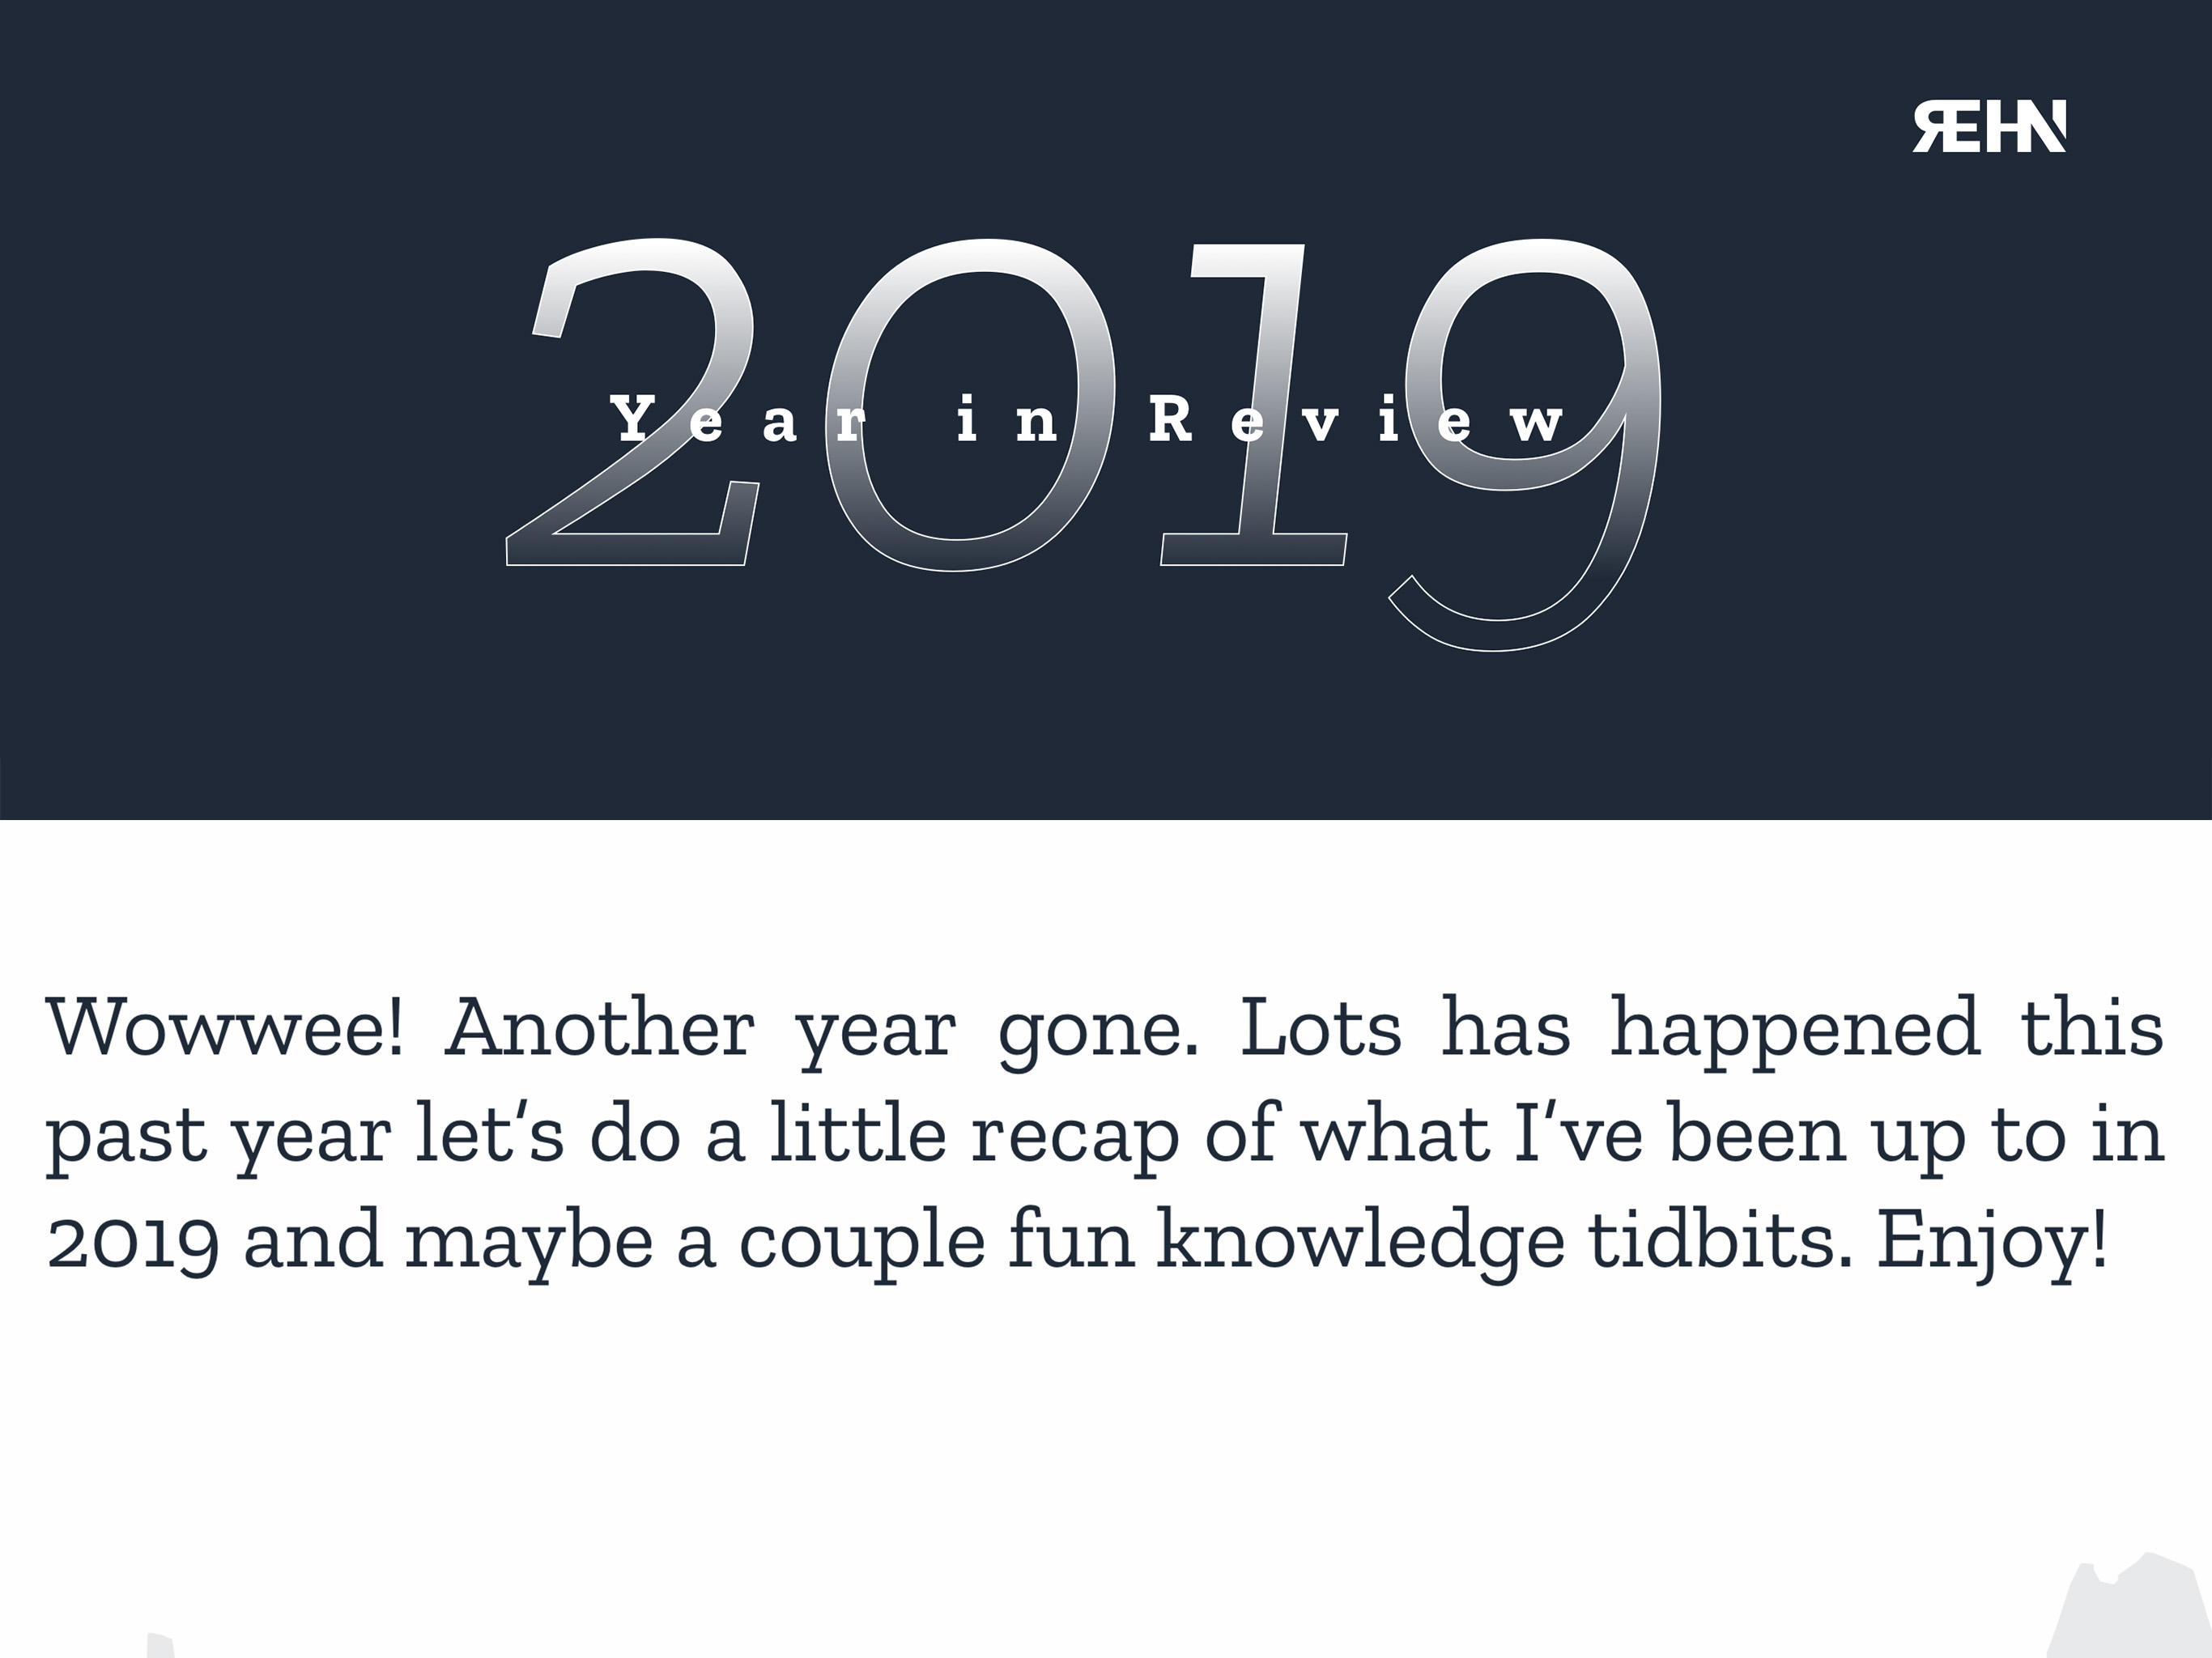 REHN
2019
Year in Review
Wowwee! Another year gone. Lots has happened this
past year let's do a little recap of what I've been up to in
2019 and maybe a couple fun knowledge tidbits. Enjoy!